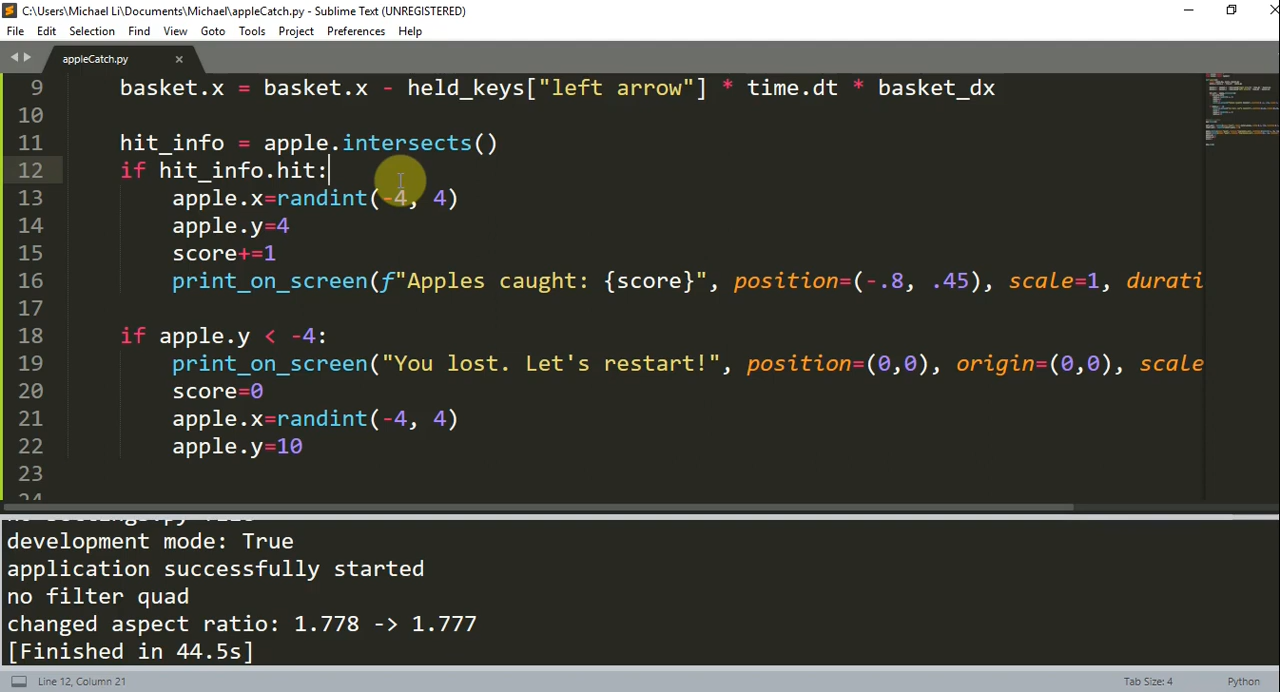 C:\Users\Michael Li\Documents\Michael\appleCatch.py - Sublime Text (UNREGISTERED)
File Edit Selection Find View Goto Tools Project Preferences Help
appleCatch.py
9 basket.x = basket.x - held_keys["left arrow"] * time.dt * basket_dx
10
11 hit_info = apple.intersects()
12 if hit_info.hit:
13 apple.x=randint(-4, 4)
14 apple.y=4
15 score+=1
16 print_on_screen(f"Apples caught: {score}", position=(-.8, .45), scale=1, durati
17
18 if apple.y < -4:
19 print_on_screen("You lost. Let's restart!", position=(0,0), origin=(0,0), scale
20 score=0
21 apple.x=randint(-4, 4)
22 apple.y=10
23
24
development mode: True
application successfully started
no filter quad
changed aspect ratio: 1.778 -> 1.777
[Finished in 44.5s]
Line 12, Column 21 Tab Size: 4 Python